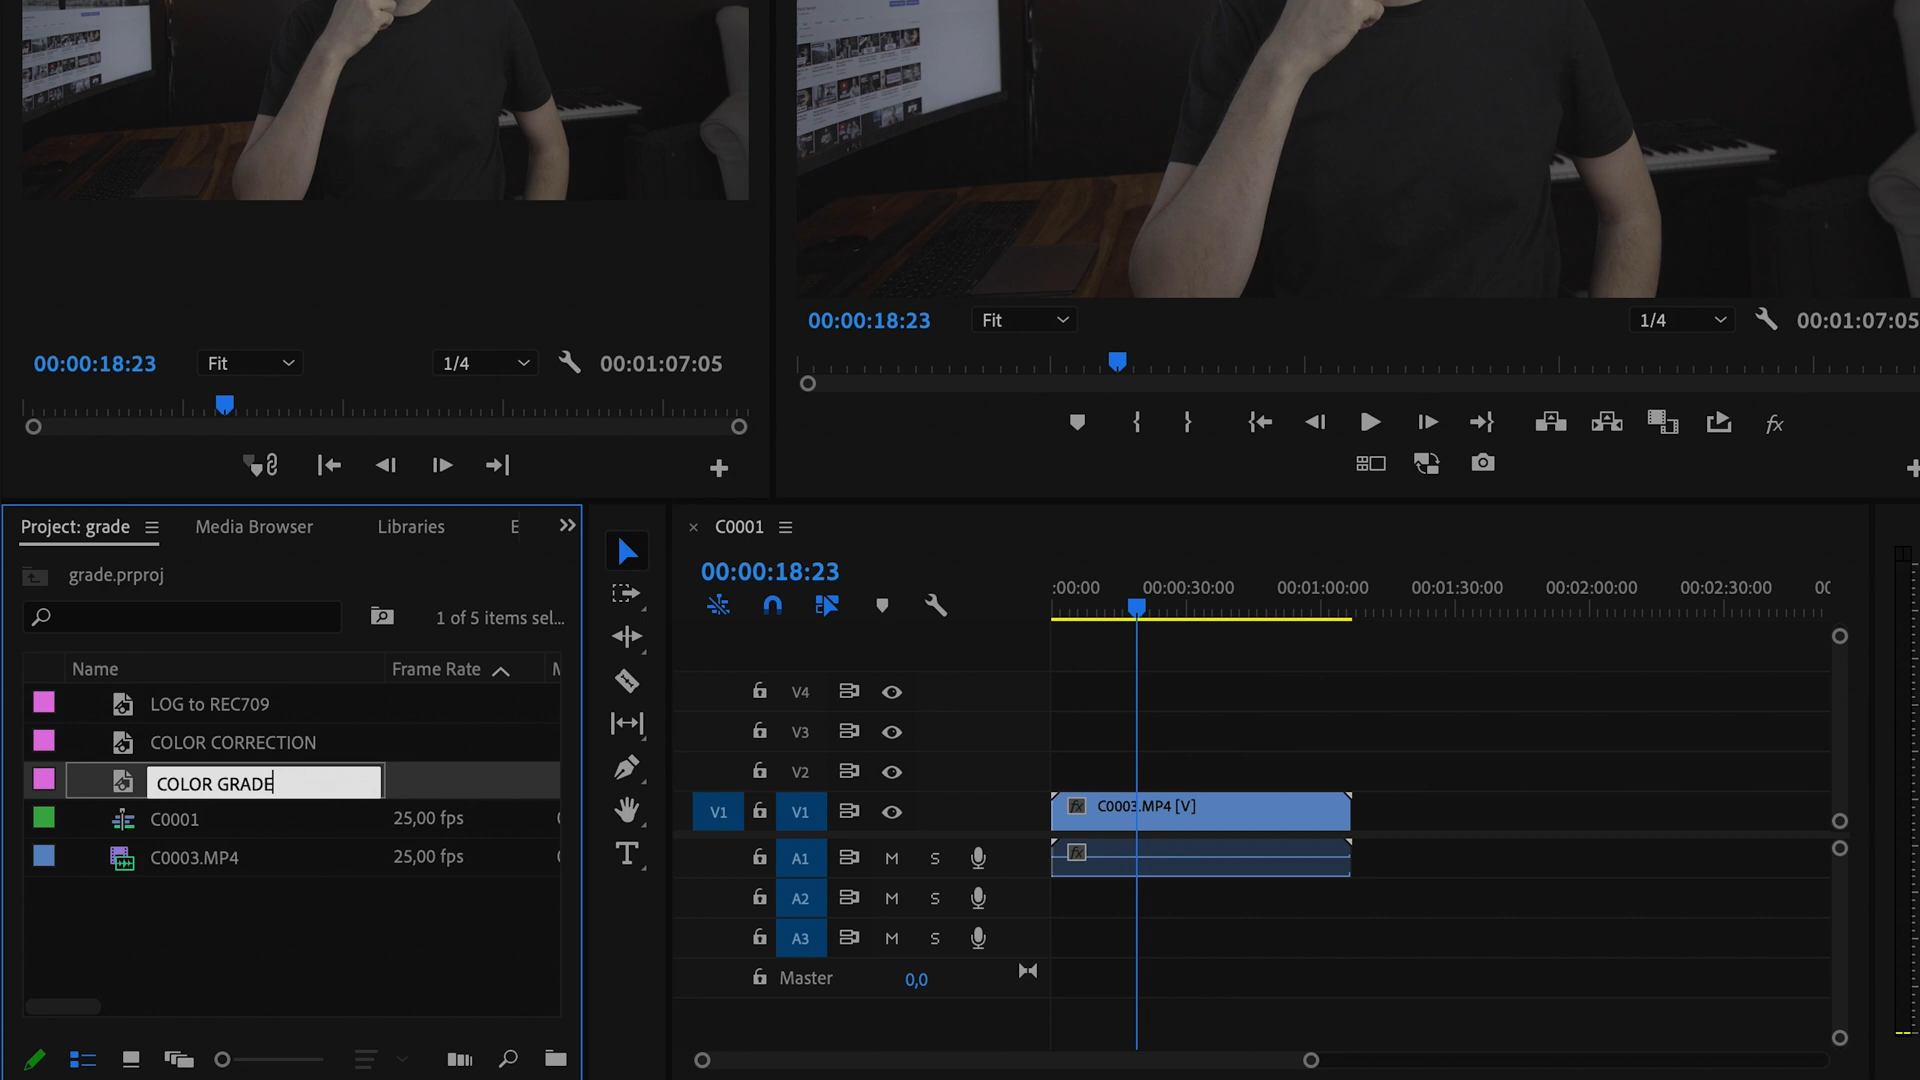 00:00:18:23 Fit 1/4 00:01:07:05
00:00:18:23 Fit 1/4 00:01:07:05
fx
Project: grade Media Browser Libraries E
grade.prproj
1 of 5 items sel...
Name Frame Rate
LOG to REC709
COLOR CORRECTION
COLOR GRADE
C0001 25,00 fps
C0003.MP4 25,00 fps
C0001
00:00:18:23
:00:00 00:00:30:00 00:01:00:00 00:01:30:00 00:02:00:00 00:02:30:00
V4
V3
V2
V1 V1 fx C0003.MP4 [V]
A1 M S fx
A2 M S
A3 M S
Master 0,0